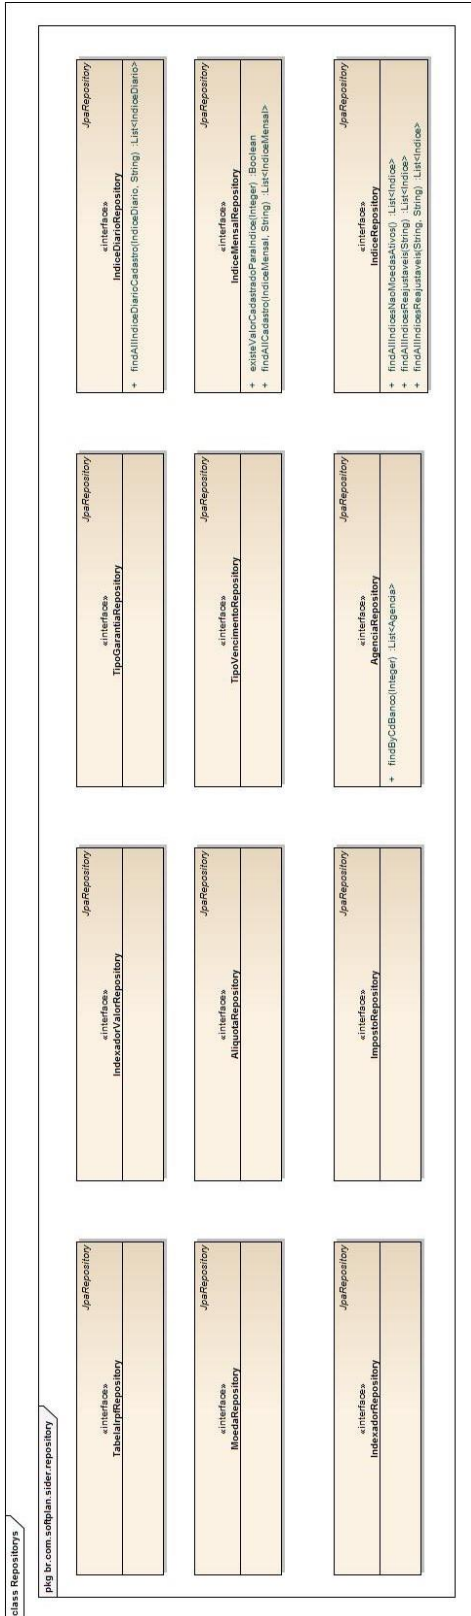 class Repositorys
pkg br.com.softplan.sider.repository
JpaRepository
«interface»
TabelaIrpfRepository
JpaRepository
«interface»
IndexadorValorRepository
JpaRepository
«interface»
TipoGarantiaRepository
JpaRepository
«interface»
IndiceDiarioRepository
+ findAllIndiceDiarioCadastro(IndiceDiario, String) :List<IndiceDiario>
JpaRepository
«interface»
MoedaRepository
JpaRepository
«interface»
AliquotaRepository
JpaRepository
«interface»
TipoVencimentoRepository
JpaRepository
«interface»
IndiceMensalRepository
+ existeValorCadastradoParaIndice(Integer) :Boolean
+ findAllCadastro(IndiceMensal, String) :List<IndiceMensal>
JpaRepository
«interface»
IndexadorRepository
JpaRepository
«interface»
ImpostoRepository
JpaRepository
«interface»
AgenciaRepository
+ findByCdBanco(Integer) :List<Agencia>
JpaRepository
«interface»
IndiceRepository
+ findAllIndicesNaoMoedasAtivos() :List<Indice>
+ findAllIndicesReajustaveis(String) :List<Indice>
+ findAllIndicesReajustaveis(String, String) :List<Indice>